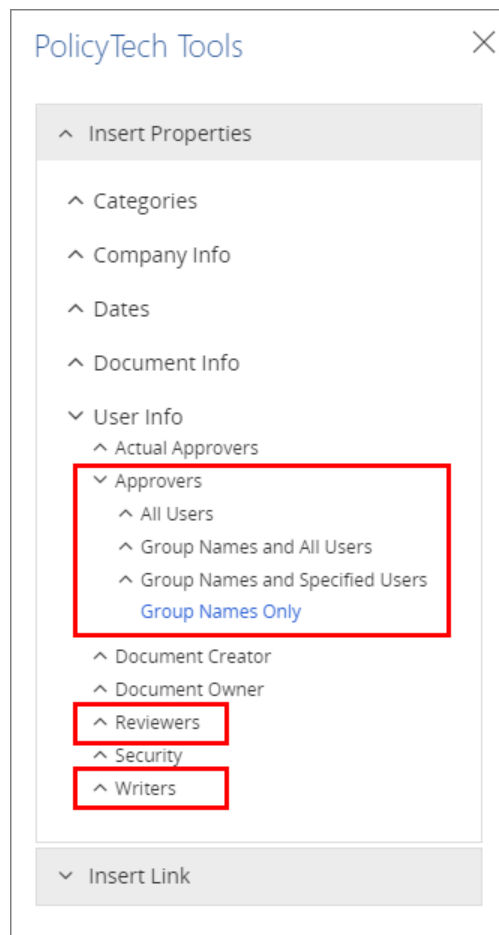 PolicyTech Tools
Insert Properties
Categories
Company Info
Dates
Document Info
User Info
Actual Approvers
Approvers
All Users
Group Names and All Users
Group Names and Specified Users
Group Names Only
Document Creator
Document Owner
Reviewers
Security
Writers
Insert Link